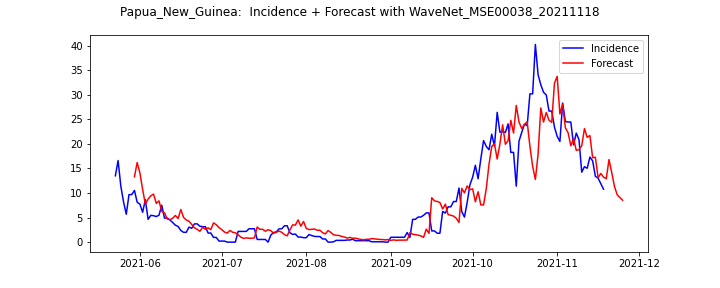 Papua_New_Guinea:  Incidence + Forecast with WaveNet_MSE00038_20211118
Incidence
Forecast
40
35
30
25
20
15
10
5
0
2021-06 2021-07 2021-08 2021-09 2021-10 2021-11 2021-12